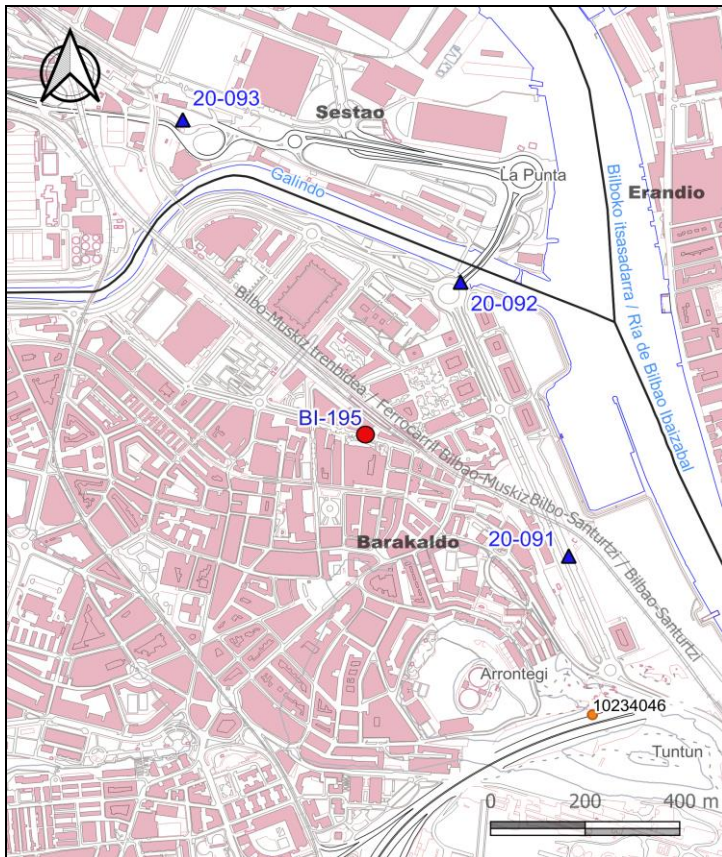 20-093
Sestao
La Punta
Galindo
Erandio
20-092
Bilboko itsasadarra / Ría de Bilbao Ibaizabal
Bilbo-Muskiz trenbidea / Ferrocarril Bilbao-Muskiz
BI-195
Bilbo-Santurtzi / Bilbao-Santurtzi
Barakaldo
20-091
Arrontegi
10234046
Tuntun
0 200 400 m